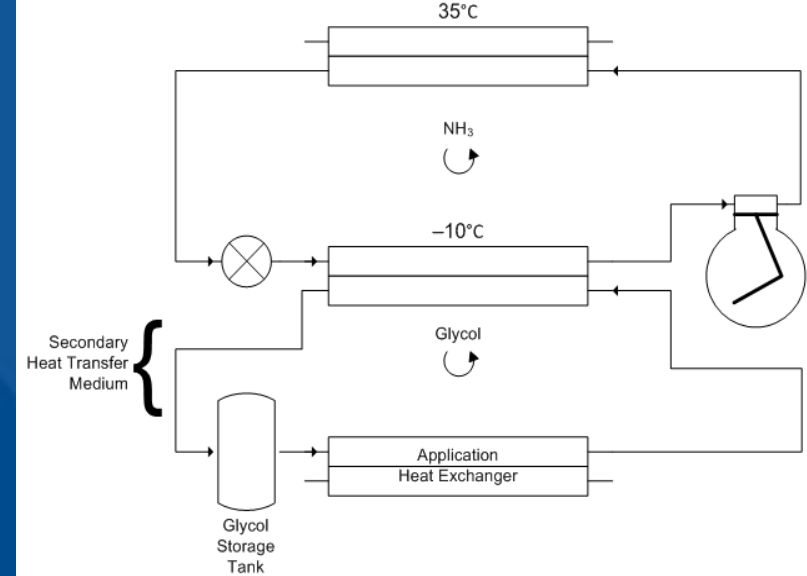 35°C
NH₃
–10°C
Secondary
Heat Transfer
Medium
Glycol
Application
Heat Exchanger
Glycol
Storage
Tank